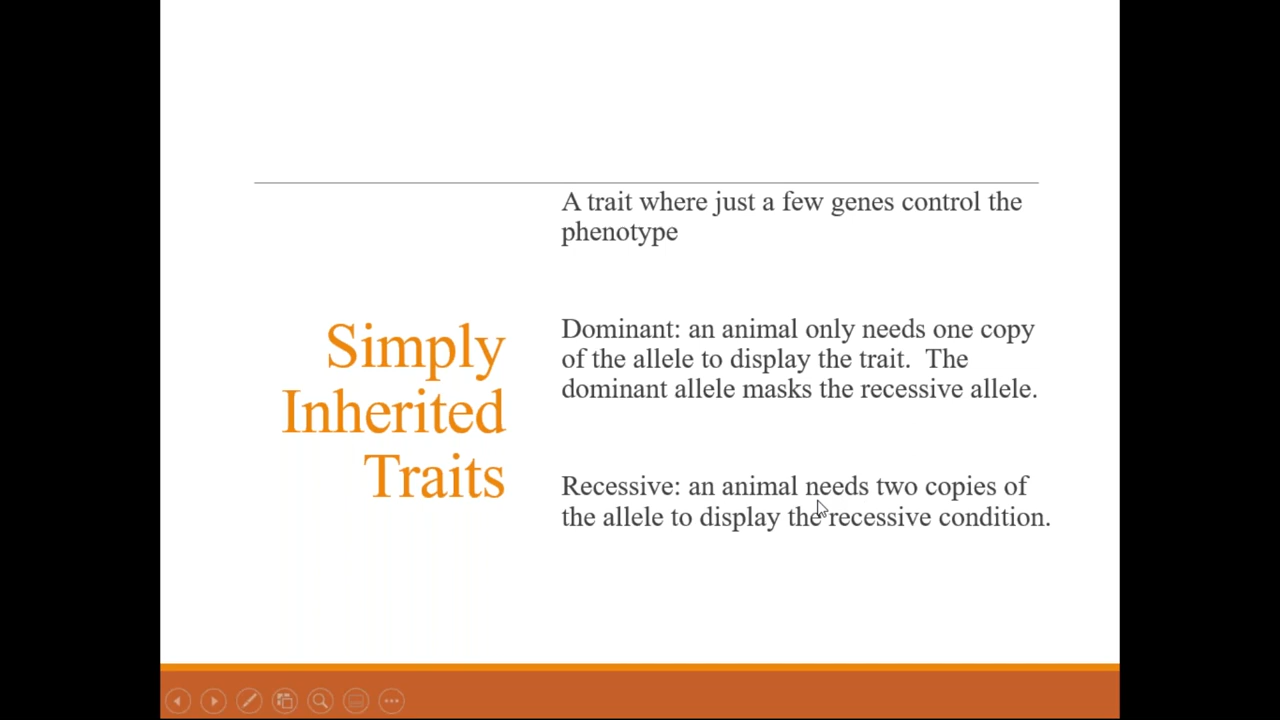 Simply
Inherited
Traits
A trait where just a few genes control the
phenotype
Dominant: an animal only needs one copy
of the allele to display the trait.  The
dominant allele masks the recessive allele.
Recessive: an animal needs two copies of
the allele to display the recessive condition.